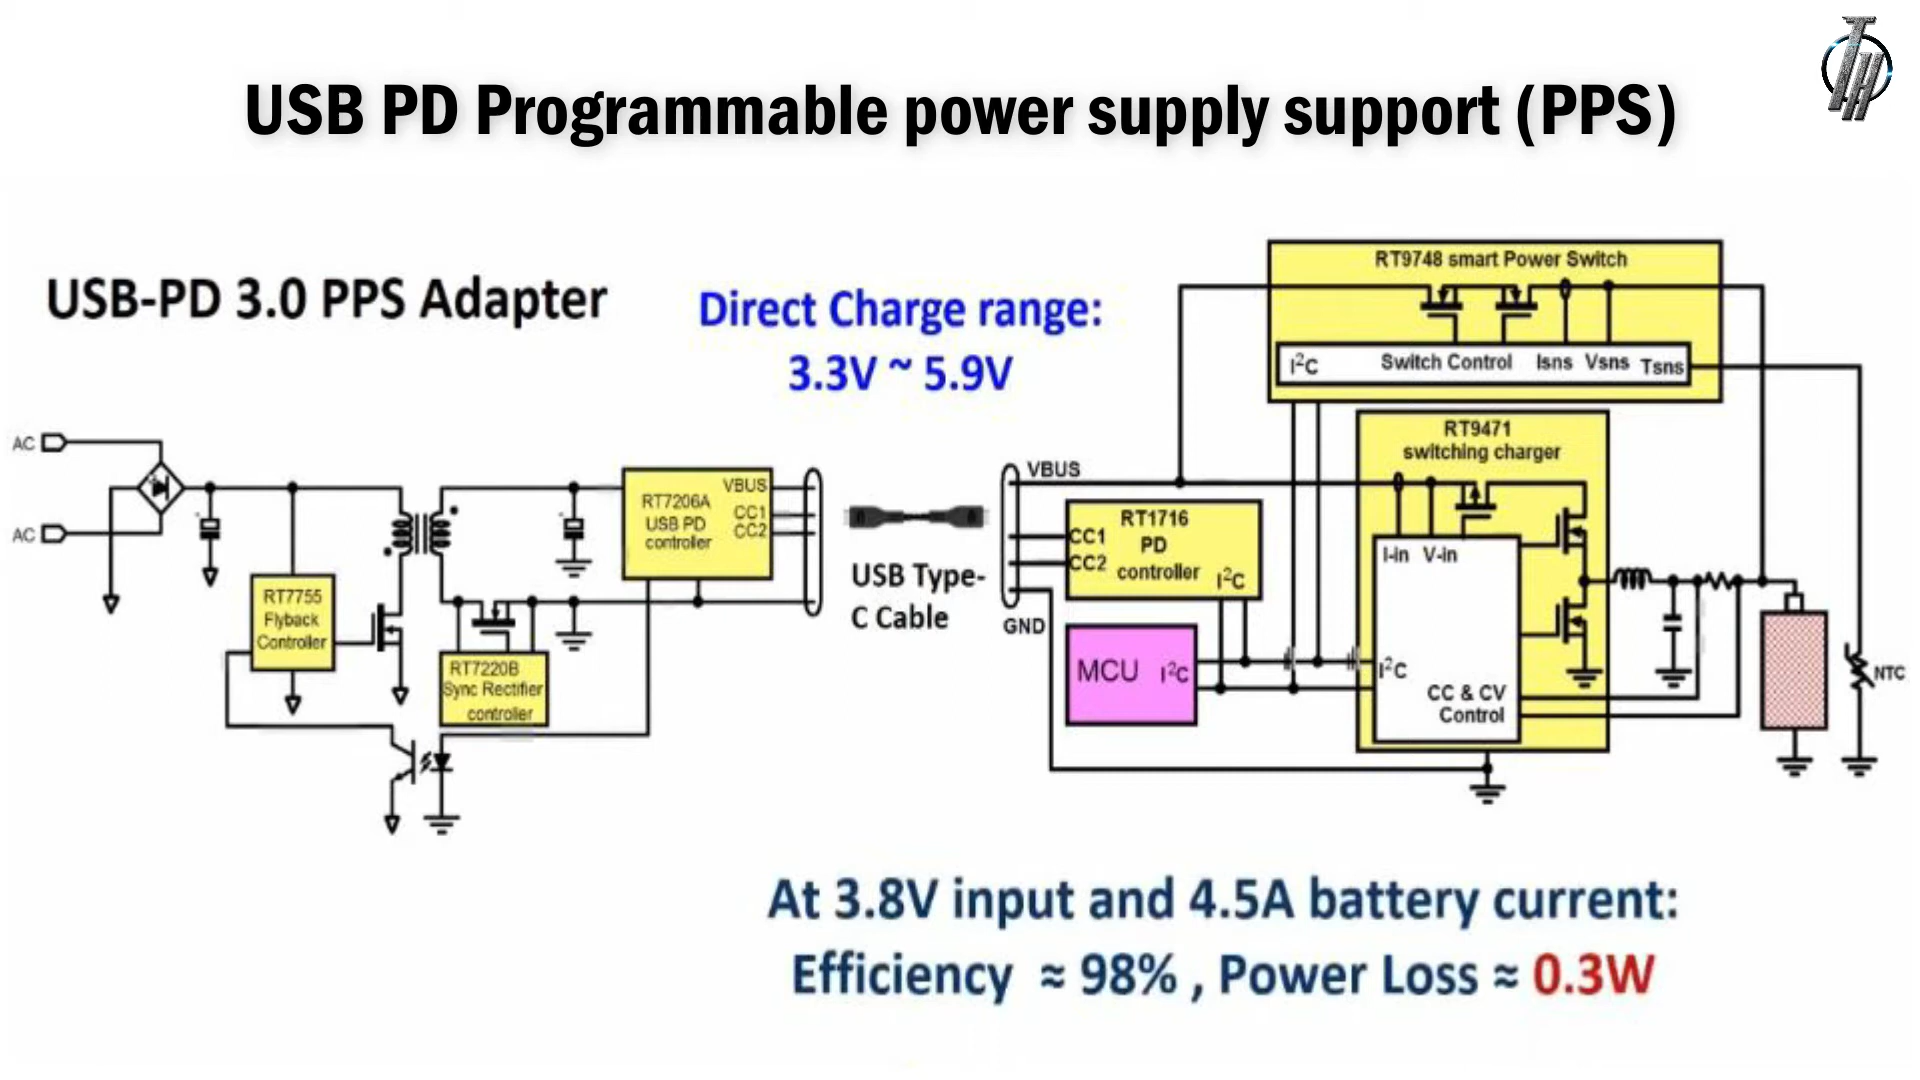 USB PD Programmable power supply support (PPS)
TH
USB-PD 3.0 PPS Adapter
Direct Charge range:
3.3V ~ 5.9V
AC
AC
RT7755
Flyback
Controller
RT7220B
Sync Rectifier
controller
RT7206A
USB PD
controller
VBUS
CC1
CC2
USB Type-
C Cable
VBUS
GND
RT1716
PD
controller
CC1
CC2
I²C
MCU
I²C
RT9748 smart Power Switch
I²C Switch Control Isns Vsns Tsns
RT9471
switching charger
I-in V-in
I²C
CC & CV
Control
NTC
At 3.8V input and 4.5A battery current:
Efficiency ≈ 98% , Power Loss ≈ 0.3W